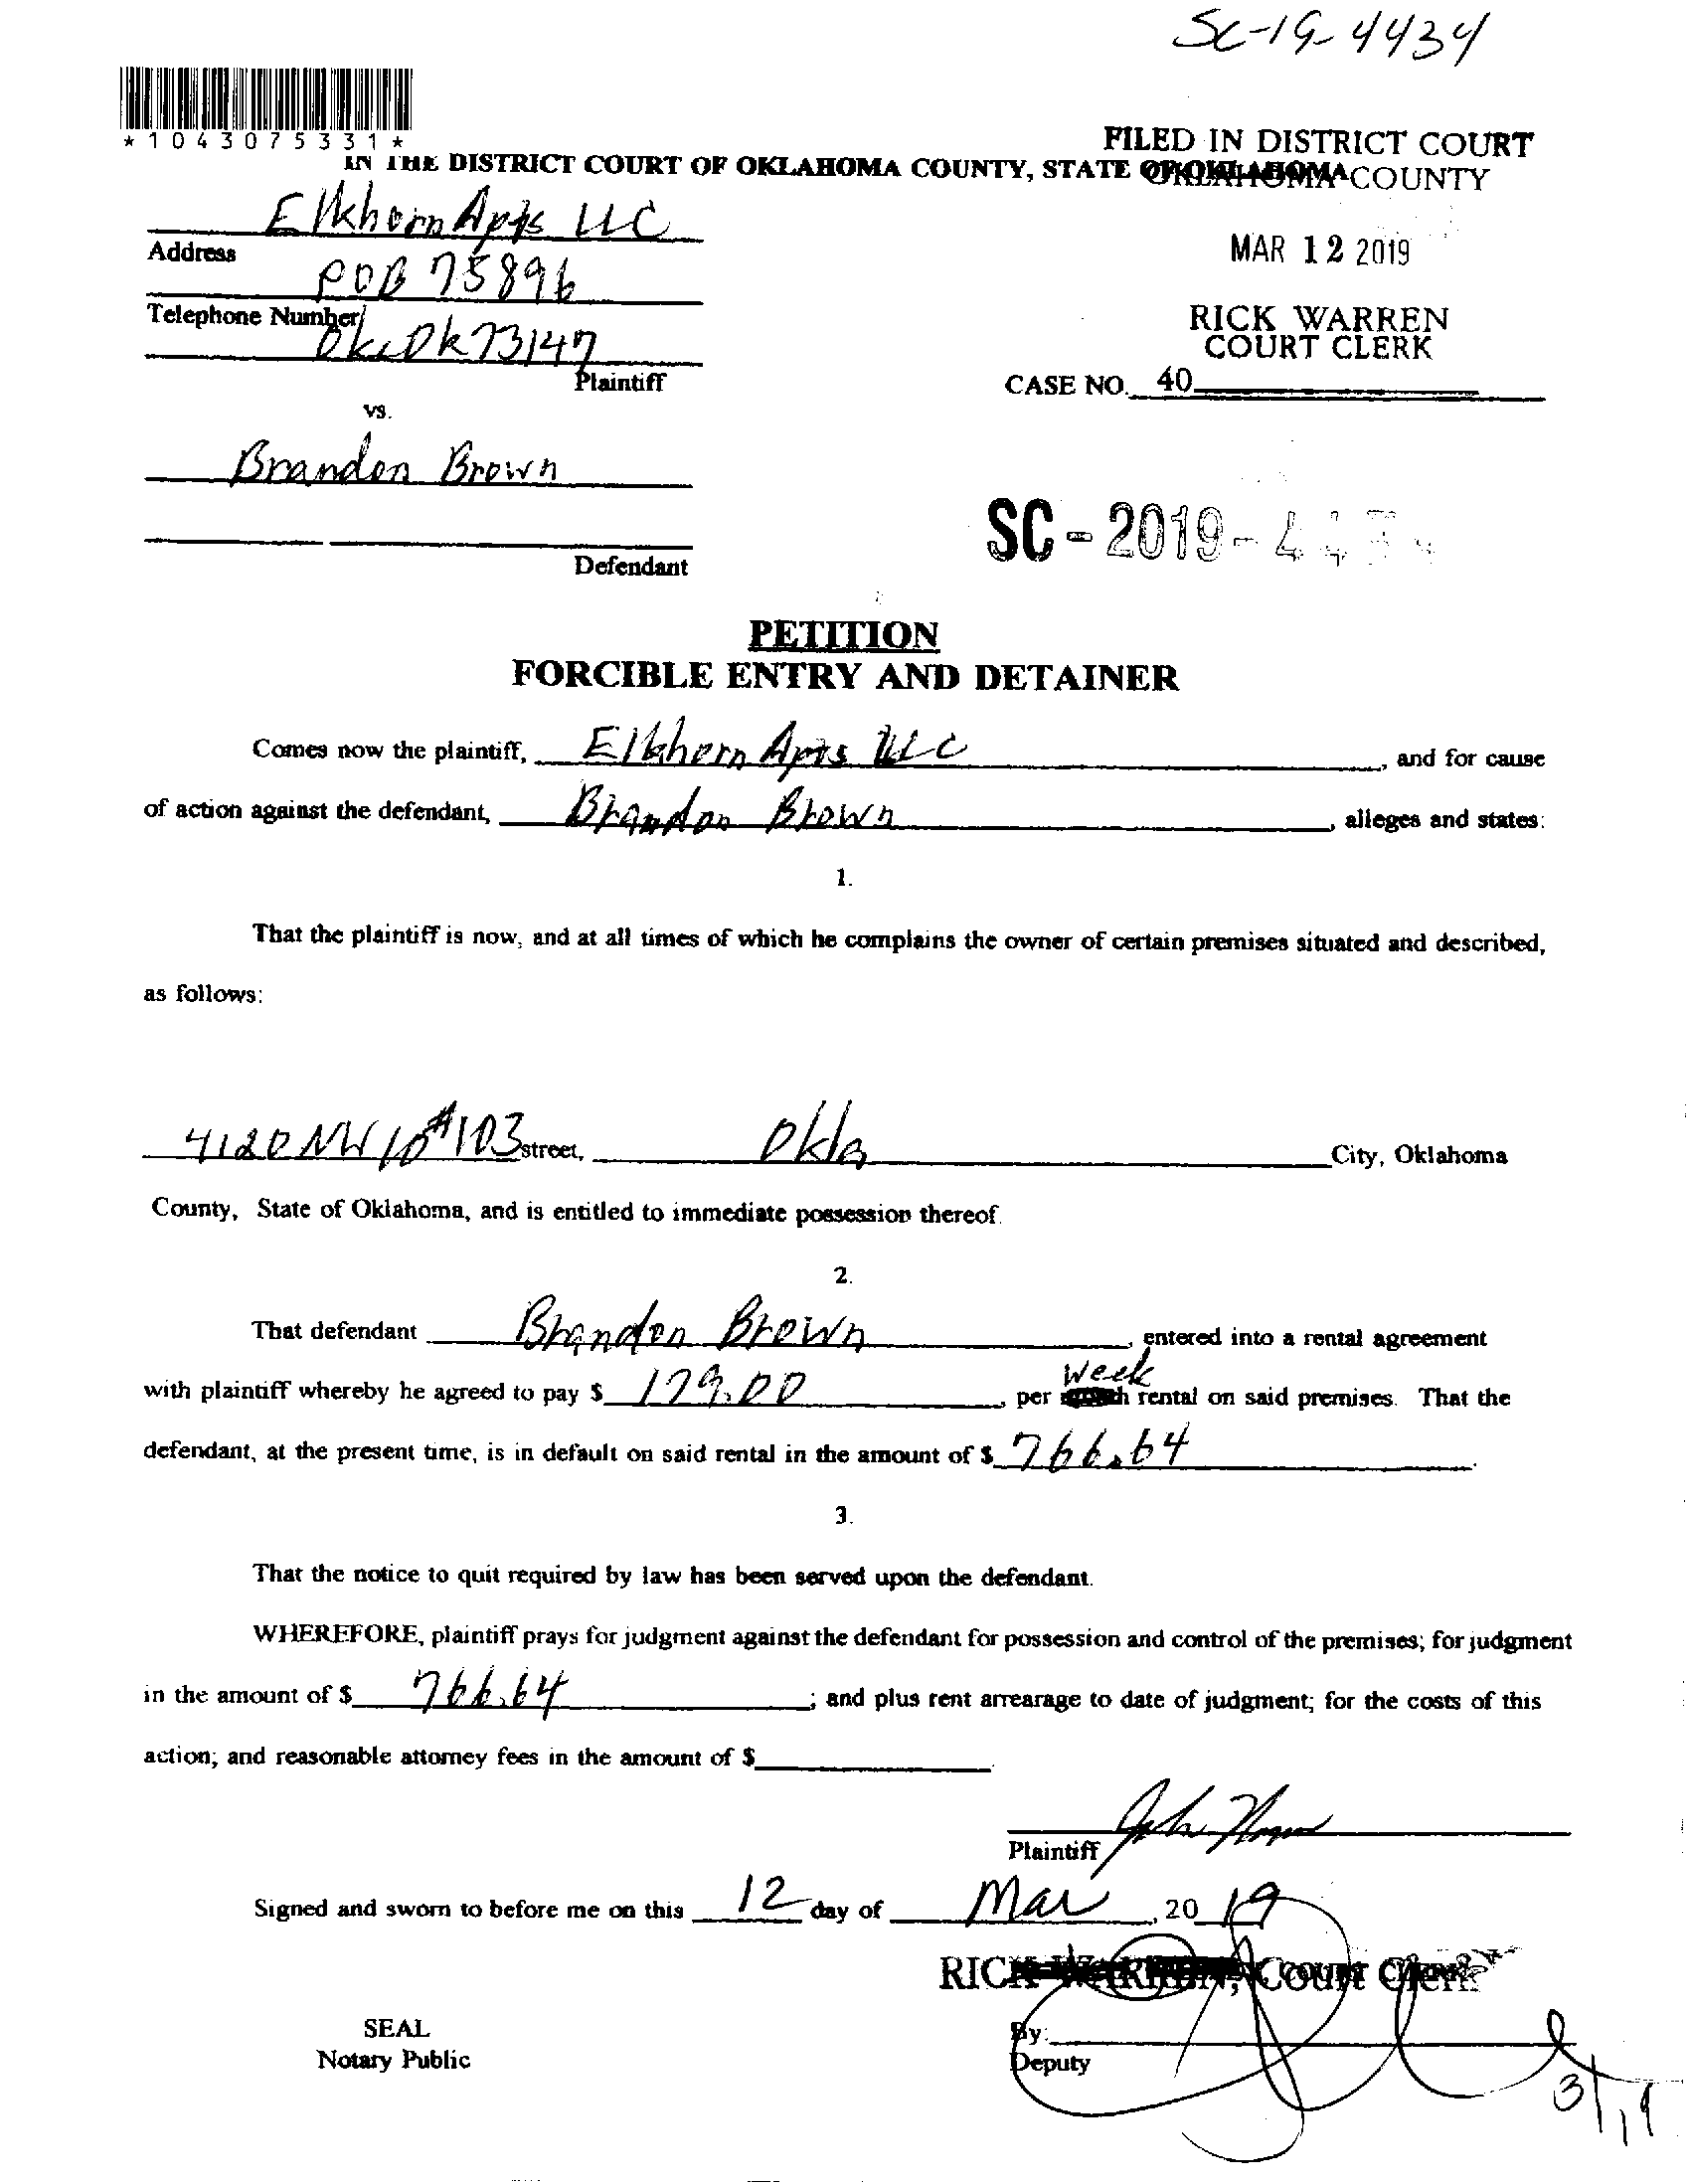 SC-19-4434
*1043075331*
FILED IN DISTRICT COURT
OKLAHOMA COUNTY
IN THE DISTRICT COURT OF OKLAHOMA COUNTY, STATE OF OKLAHOMA
Elkhorn Apts LLC
MAR 12 2019
Address
POB 75896
RICK WARREN
COURT CLERK
Telephone Number
Okc Ok 73147
Plaintiff
CASE NO. 40
vs.
Brandon Brown
SC-2019-
Defendant
PETITION
FORCIBLE ENTRY AND DETAINER
Comes now the plaintiff, Elkhorn Apts LLC, and for cause
of action against the defendant, Brandon Brown, alleges and states:
1.
That the plaintiff is now, and at all times of which he complains the owner of certain premises situated and described,
as follows:
4120 NW 10 #103 street, Okla City, Oklahoma
County, State of Oklahoma, and is entitled to immediate possession thereof.
2.
That defendant Brandon Brown, entered into a rental agreement
with plaintiff whereby he agreed to pay $ 179.00, per Week rental on said premises. That the
defendant, at the present time, is in default on said rental in the amount of $ 766.64.
3.
That the notice to quit required by law has been served upon the defendant.
WHEREFORE, plaintiff prays for judgment against the defendant for possession and control of the premises; for judgment
in the amount of $ 766.64; and plus rent arrearage to date of judgment; for the costs of this
action; and reasonable attorney fees in the amount of $
Plaintiff
Signed and sworn to before me on this 12 day of Mar, 20 19
RICK WARREN, Court Clerk
SEAL
Notary Public
By:
Deputy
3/19